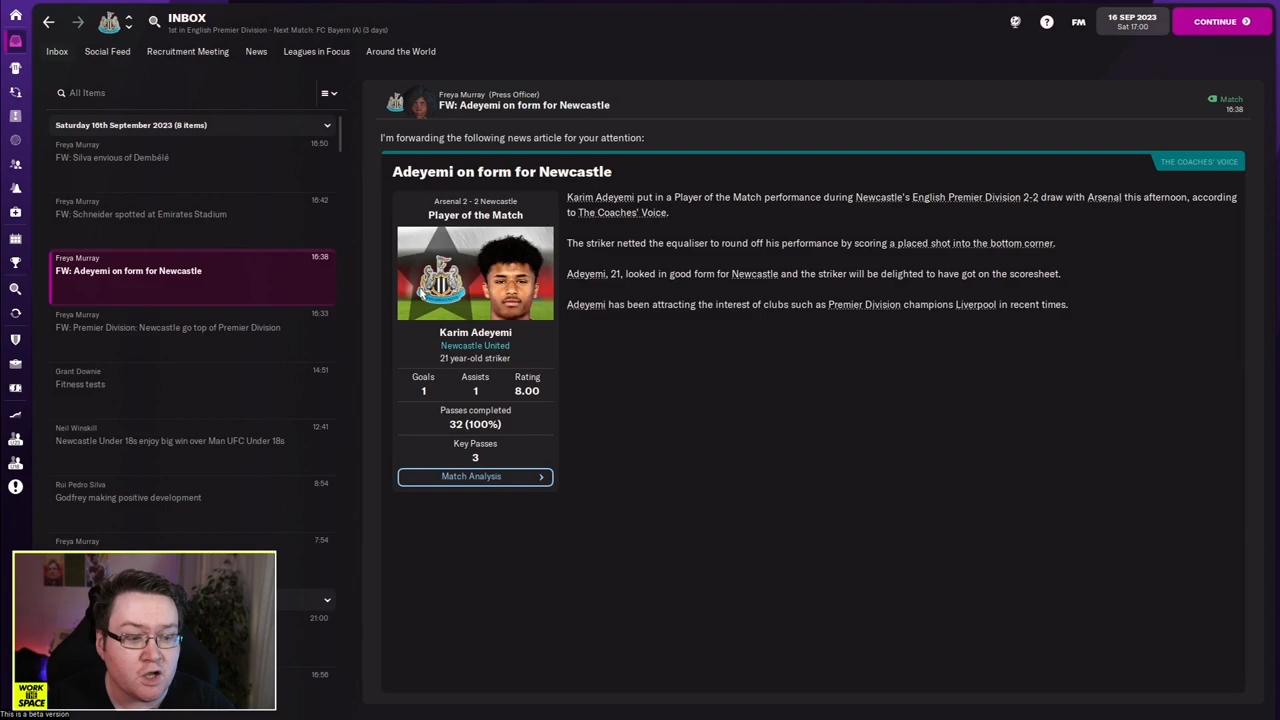 INBOX
1st in English Premier Division - Next Match: FC Bayern (A) (3 days)
FM
16 SEP 2023
Sat 17:00
CONTINUE
Inbox
Social Feed
Recruitment Meeting
News
Leagues in Focus
Around the World
All Items
Saturday 16th September 2023 (8 items)
Freya Murray
16:50
FW: Silva envious of Dembélé
Freya Murray
16:42
FW: Schneider spotted at Emirates Stadium
Freya Murray
16:38
FW: Adeyemi on form for Newcastle
Freya Murray
16:33
FW: Premier Division: Newcastle go top of Premier Division
Grant Downie
14:51
Fitness tests
Neil Winskill
12:41
Newcastle Under 18s enjoy big win over Man UFC Under 18s
Rui Pedro Silva
8:54
Godfrey making positive development
Freya Murray
7:54
21:00
16:56
Freya Murray (Press Officer)
FW: Adeyemi on form for Newcastle
Match
16:38
I'm forwarding the following news article for your attention:
THE COACHES' VOICE
Adeyemi on form for Newcastle
Arsenal 2 - 2 Newcastle
Player of the Match
Karim Adeyemi
Newcastle United
21 year-old striker
Goals
Assists
Rating
1
1
8.00
Passes completed
32 (100%)
Key Passes
3
Match Analysis
Karim Adeyemi put in a Player of the Match performance during Newcastle's English Premier Division 2-2 draw with Arsenal this afternoon, according
to The Coaches' Voice.
The striker netted the equaliser to round off his performance by scoring a placed shot into the bottom corner.
Adeyemi, 21, looked in good form for Newcastle and the striker will be delighted to have got on the scoresheet.
Adeyemi has been attracting the interest of clubs such as Premier Division champions Liverpool in recent times.
WORK
THE
SPACE
This is a beta version